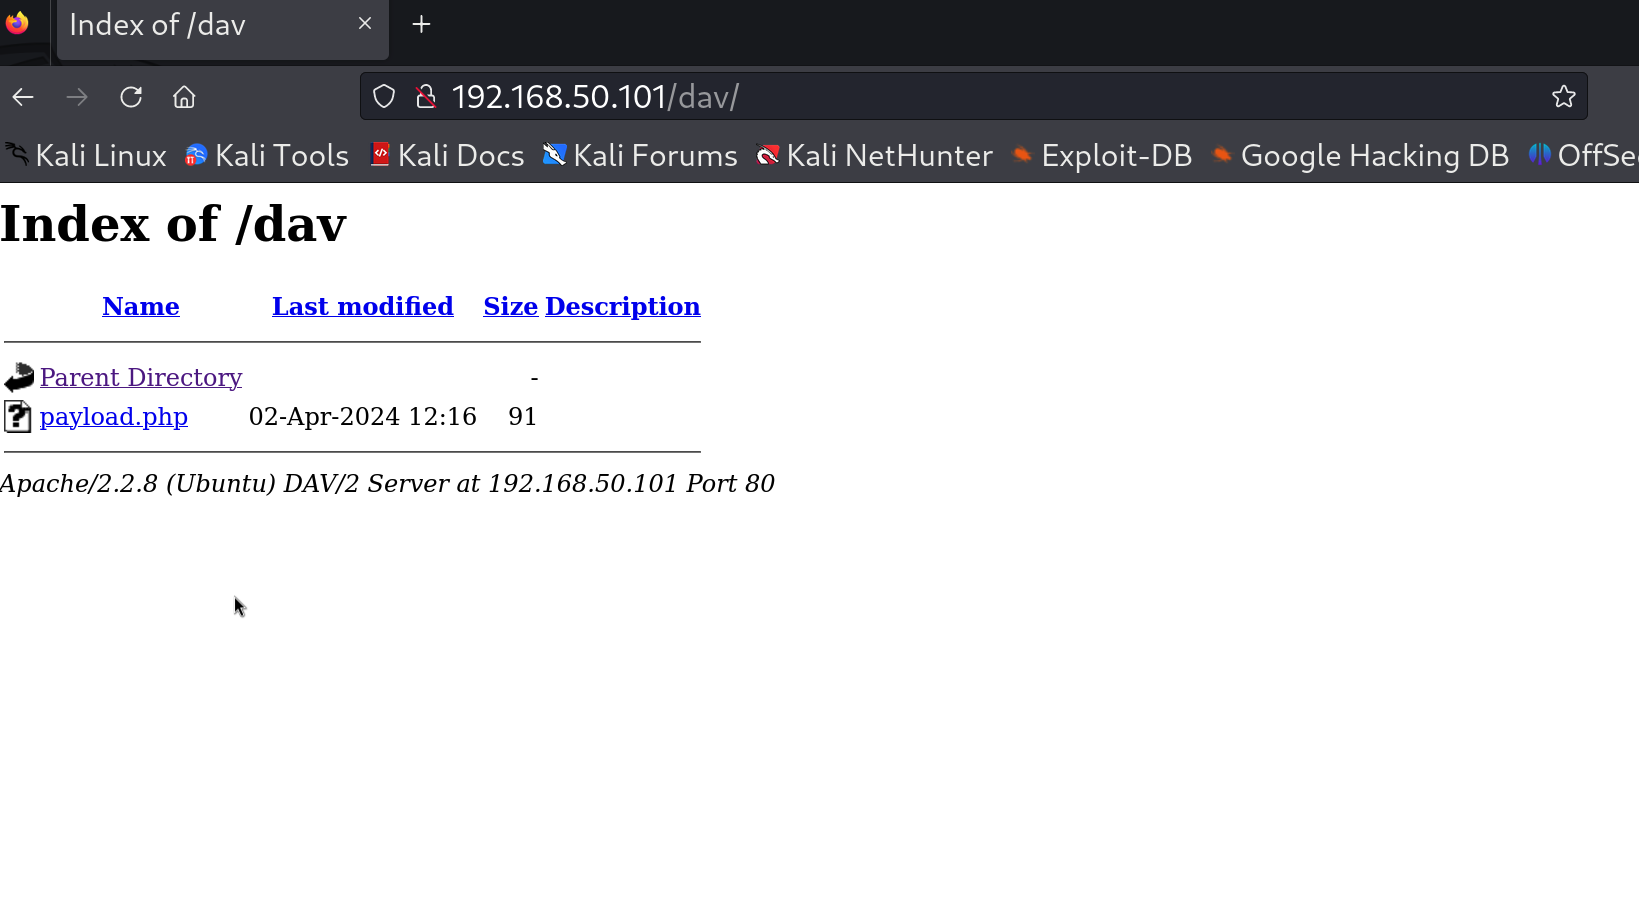 Index of /dav
192.168.50.101/dav/
Kali Linux Kali Tools Kali Docs Kali Forums Kali NetHunter Exploit-DB Google Hacking DB OffSe
Index of /dav
Name Last modified Size Description
Parent Directory -
payload.php 02-Apr-2024 12:16 91
Apache/2.2.8 (Ubuntu) DAV/2 Server at 192.168.50.101 Port 80